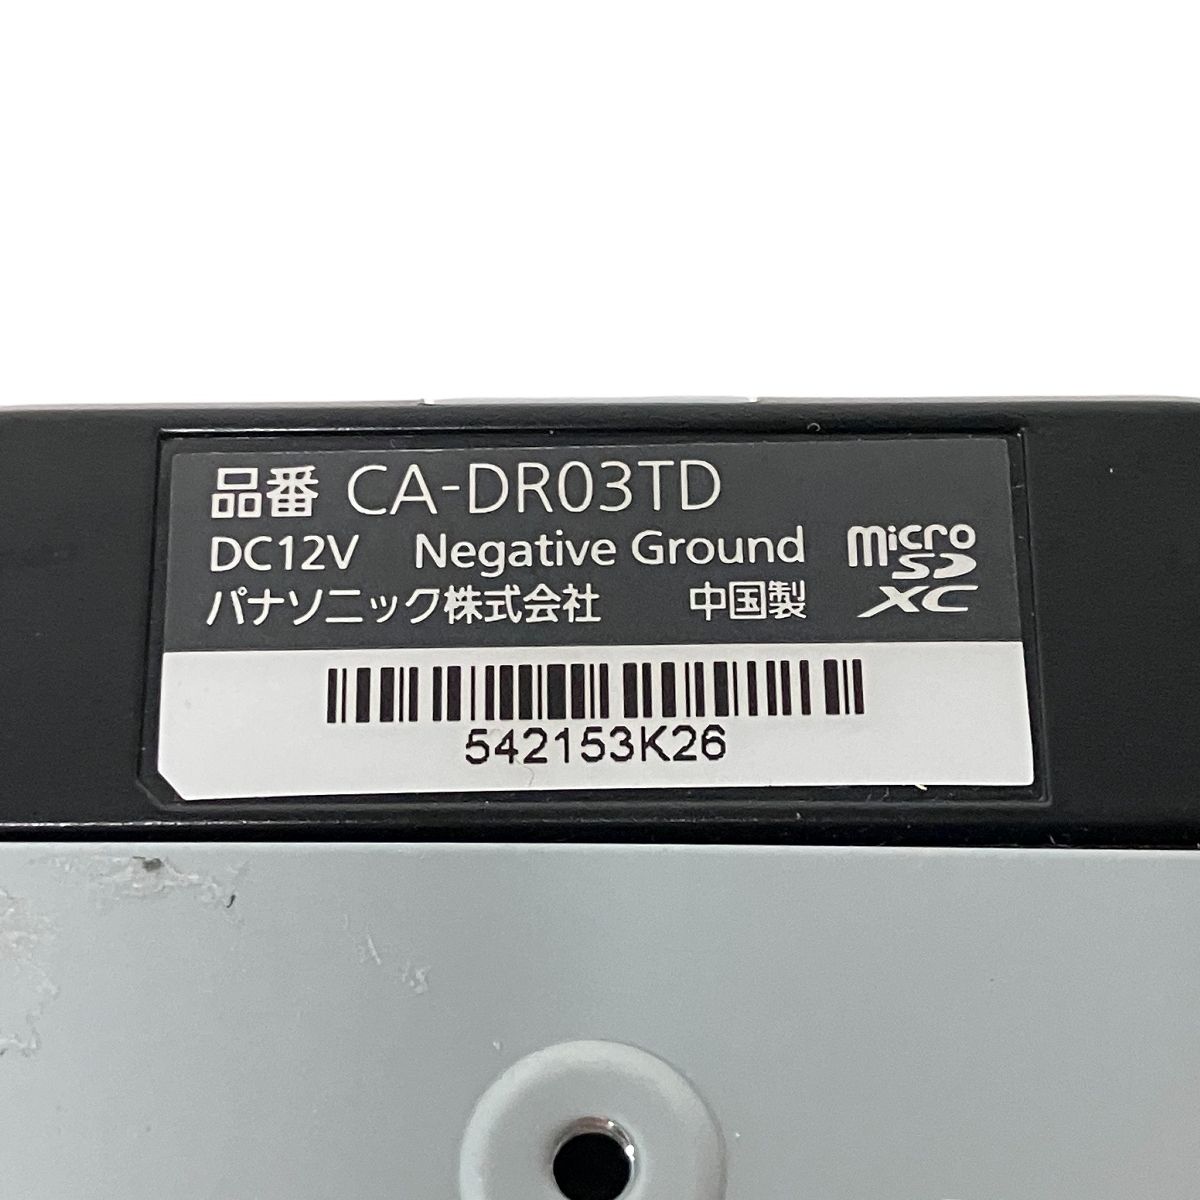 品番 CA-DR03TD
DC12V Negative Ground
パナソニック株式会社 中国製
micro
SD
XC
542153K26